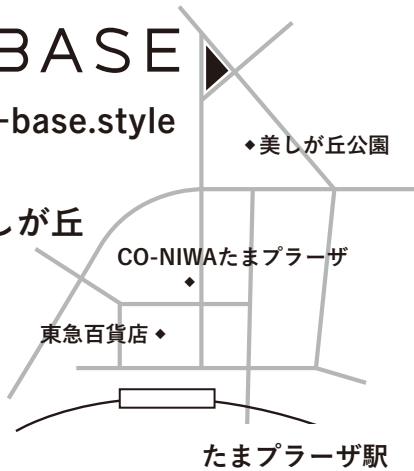 BASE
-base.style
美しが丘公園
しが丘
CO-NIWAたまプラーザ
東急百貨店
たまプラーザ駅